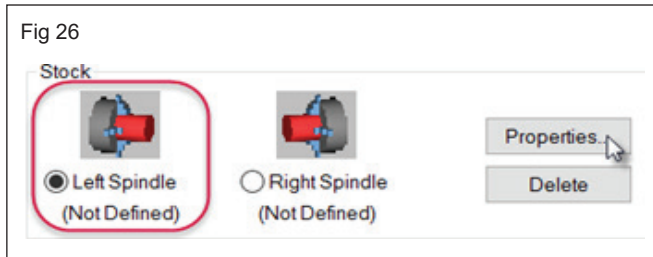 Fig 26
Stock
Left Spindle
(Not Defined)
Right Spindle
(Not Defined)
Properties...
Delete